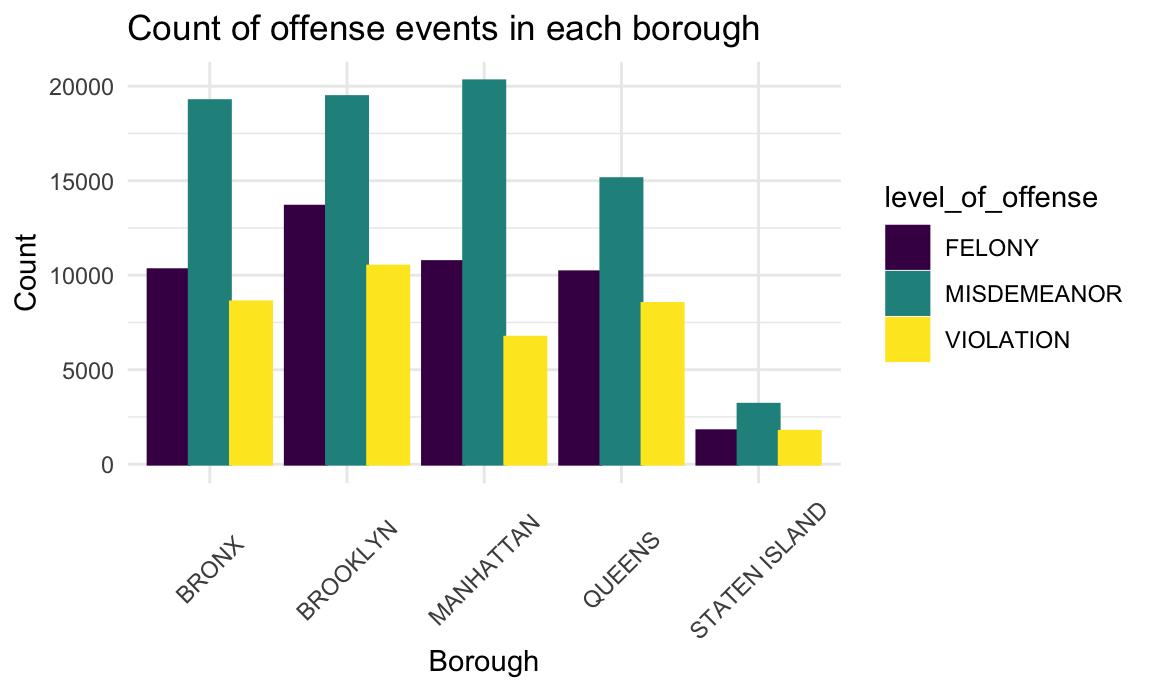 Count of offense events in each borough
20000
15000
10000
5000
0
Count
BRONX
BROOKLYN
MANHATTAN
QUEENS
STATEN ISLAND
Borough
level_of_offense
FELONY
MISDEMEANOR
VIOLATION